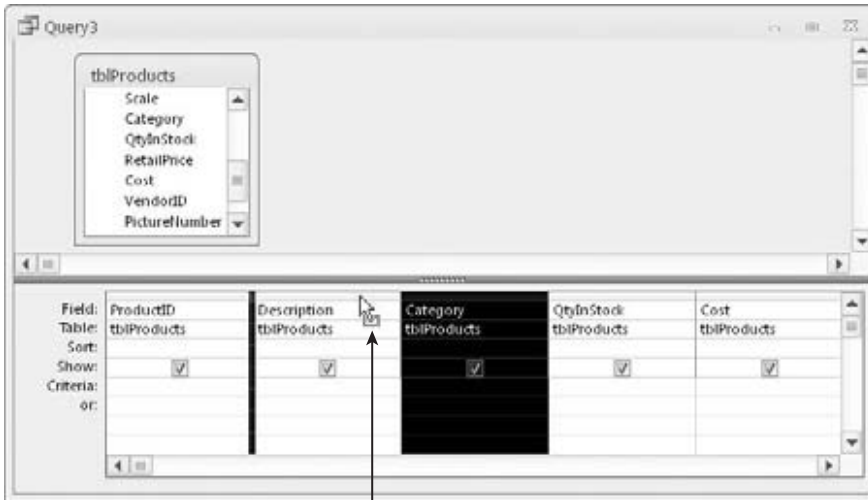 Query3
tblProducts
Scale
Category
QtyInStock
RetailPrice
Cost
VendorID
PictureNumber
Field: ProductID Description Category QtyInStock Cost
Table: tblProducts tblProducts tblProducts tblProducts tblProducts
Sort:
Show:
Criteria:
or: